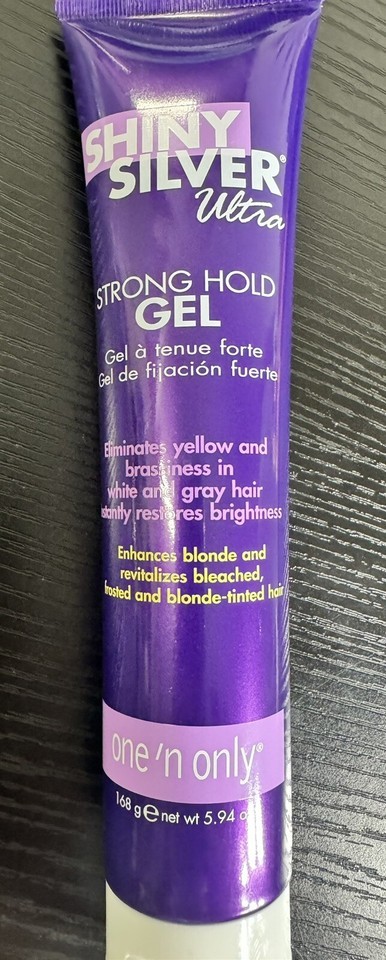 SHINY
SILVER®
Ultra
STRONG HOLD
GEL
Gel à tenue forte
Gel de fijación fuerte
Eliminates yellow and
brassiness in
white and gray hair
restores brightness
Enhances blonde and
revitalizes bleached,
frosted and blonde-tinted hair
one 'n only®
168 g e net wt 5.94